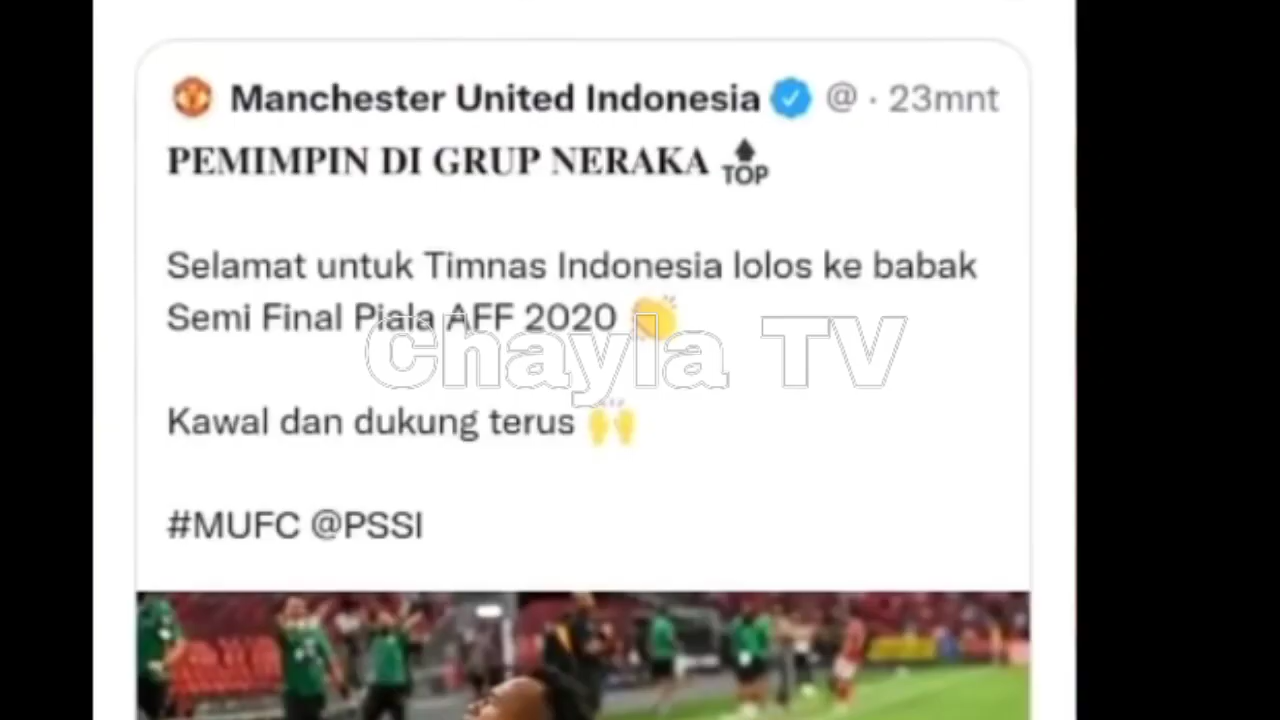 Manchester United Indonesia @ · 23mnt
PEMIMPIN DI GRUP NERAKA TOP
Selamat untuk Timnas Indonesia lolos ke babak
Semi Final Piala AFF 2020
Chayla TV
Kawal dan dukung terus
#MUFC @PSSI